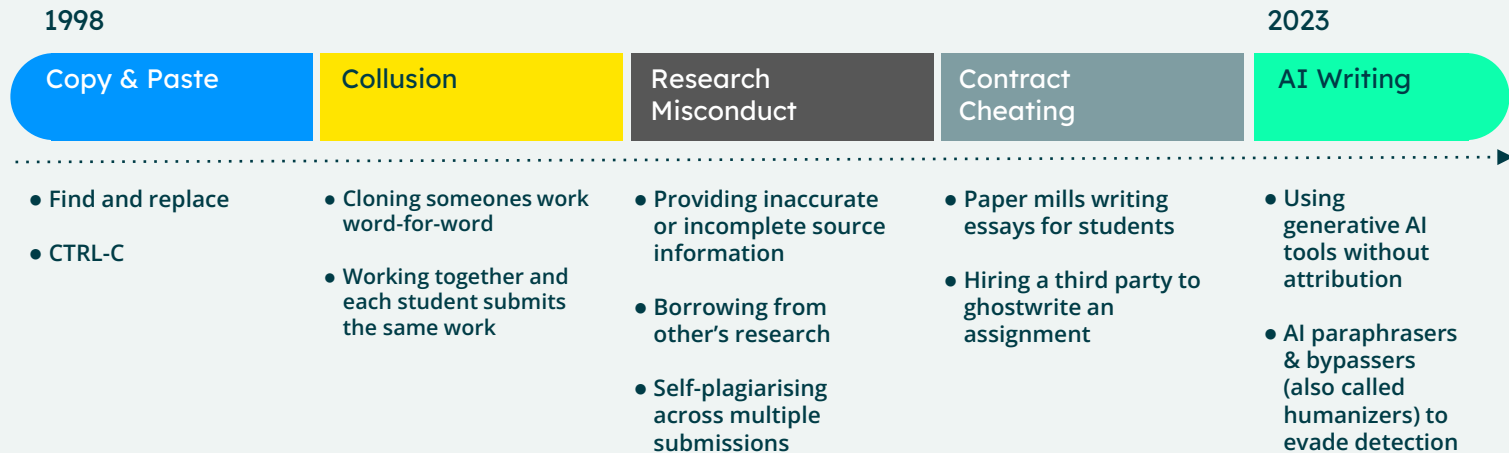 1998
2023
Copy & Paste
Collusion
Research
Misconduct
Contract
Cheating
AI Writing
● Find and replace
● CTRL-C
● Cloning someones work
word-for-word
● Working together and
each student submits
the same work
● Providing inaccurate
or incomplete source
information
● Borrowing from
other's research
● Self-plagiarising
across multiple
submissions
● Paper mills writing
essays for students
● Hiring a third party to
ghostwrite an
assignment
● Using
generative AI
tools without
attribution
● AI paraphrasers
& bypassers
(also called
humanizers) to
evade detection